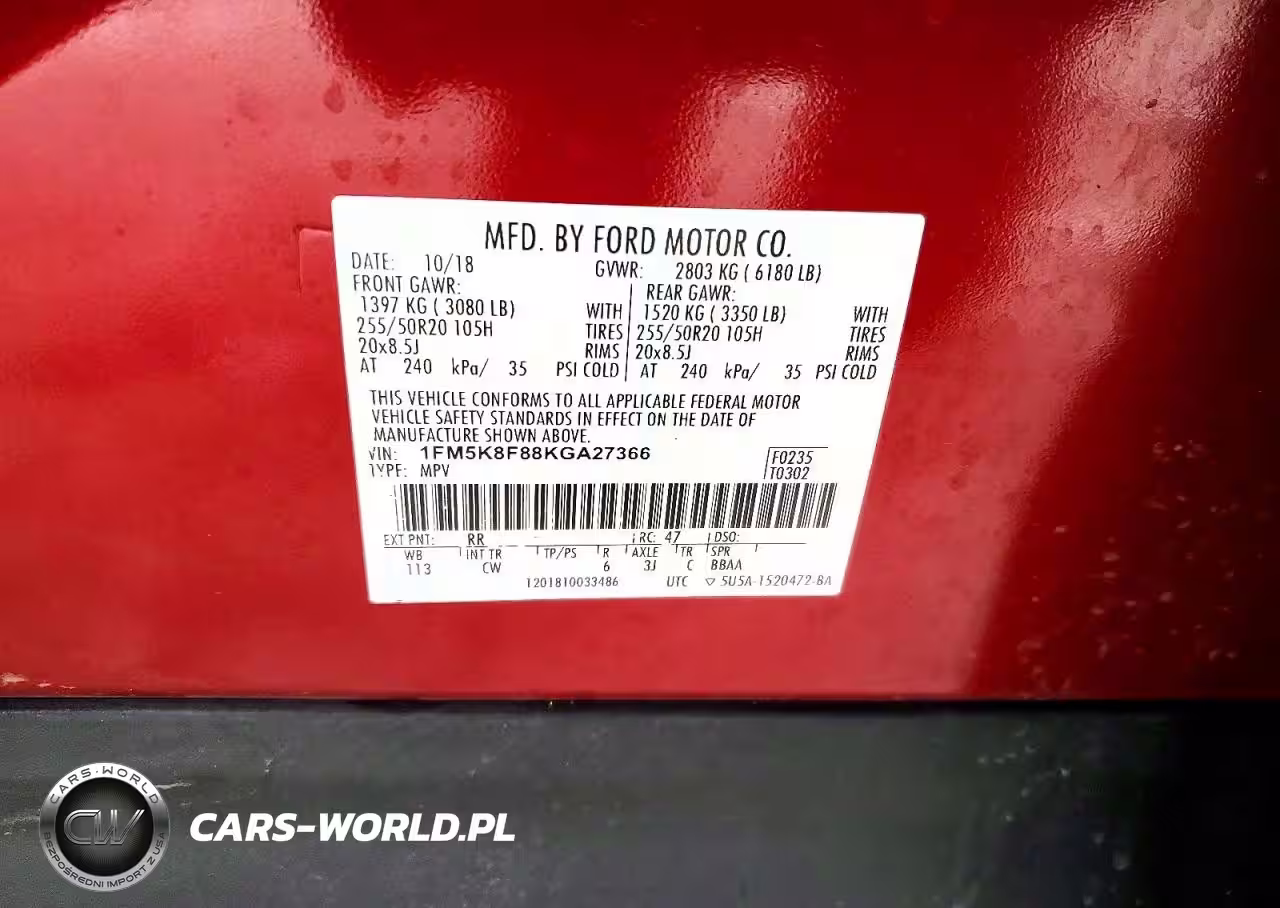 MFD. BY FORD MOTOR CO.
DATE: 10/18 GVWR: 2803 KG ( 6180 LB)
FRONT GAWR: REAR GAWR:
1397 KG ( 3080 LB) WITH 1520 KG ( 3350 LB) WITH
255/50R20 105H TIRES 255/50R20 105H TIRES
20x8.5J RIMS 20x8.5J RIMS
AT 240 kPa/ 35 PSI COLD AT 240 kPa/ 35 PSI COLD
THIS VEHICLE CONFORMS TO ALL APPLICABLE FEDERAL MOTOR
VEHICLE SAFETY STANDARDS IN EFFECT ON THE DATE OF
MANUFACTURE SHOWN ABOVE.
VIN: 1FM5K8F88KGA27366 F0235
TYPE: MPV T0302
EXT PNT: RR RC: 47 DSO:
WB INT TR TP/PS R AXLE TR SPR
113 CW 6 3J C BBAA
1201810033486 UTC ▽ 5U5A-1520472-BA
CARS-WORLD
CW
BEZPOŚREDNI IMPORT Z USA
CARS-WORLD.PL